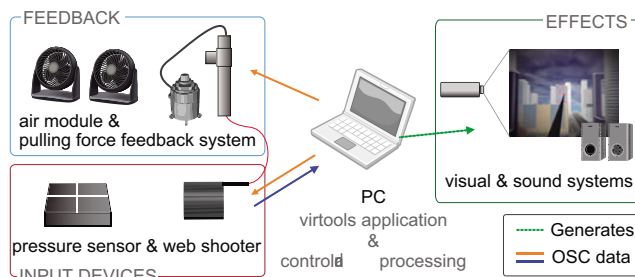 FEEDBACK
air module &
pulling force feedback system
EFFECTS
visual & sound systems
pressure sensor & web shooter
INPUT DEVICES
PC
virtools application
&
processing
Generates
OSC data